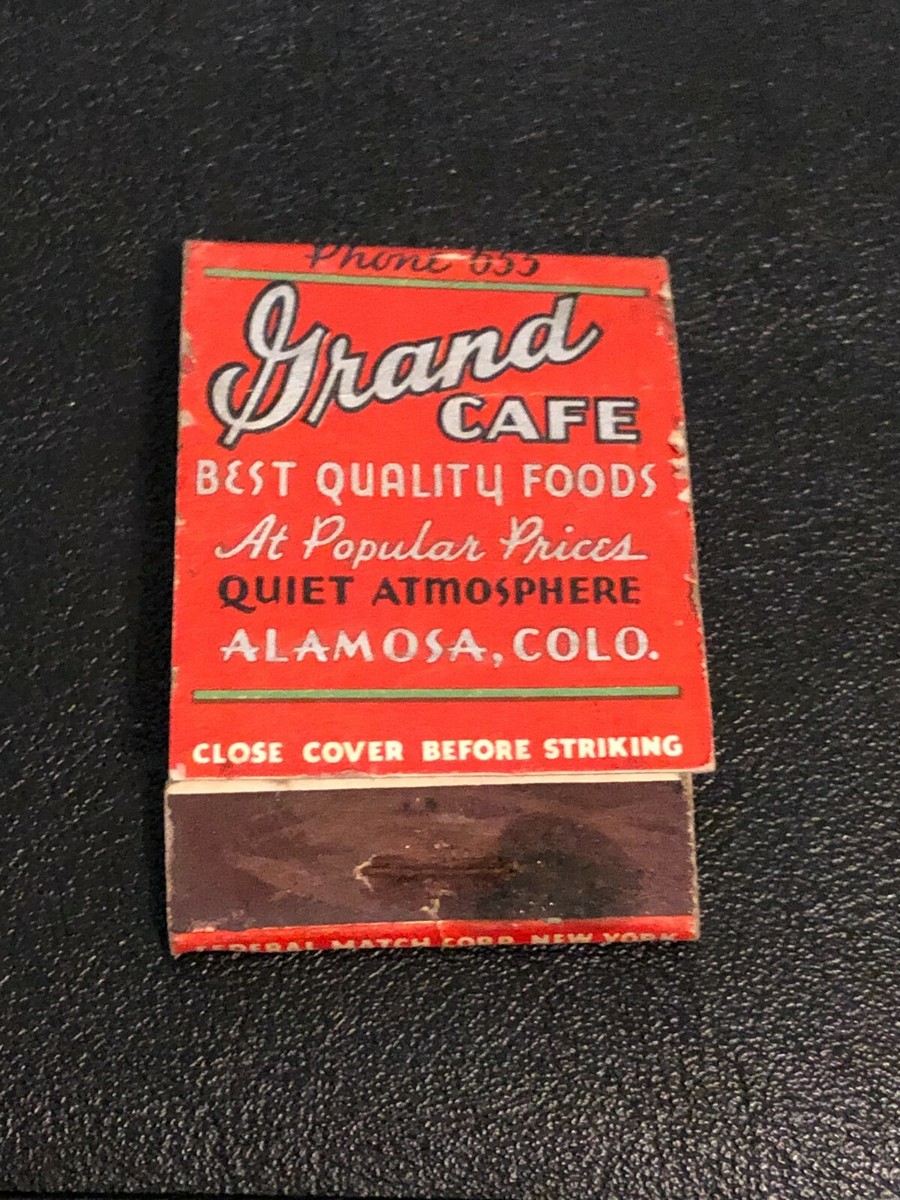 Phone 655
Grand
CAFE
BEST QUALITY FOODS
At Popular Prices
QUIET ATMOSPHERE
ALAMOSA, COLO.
CLOSE COVER BEFORE STRIKING
FEDERAL MATCH CORP. NEW YORK